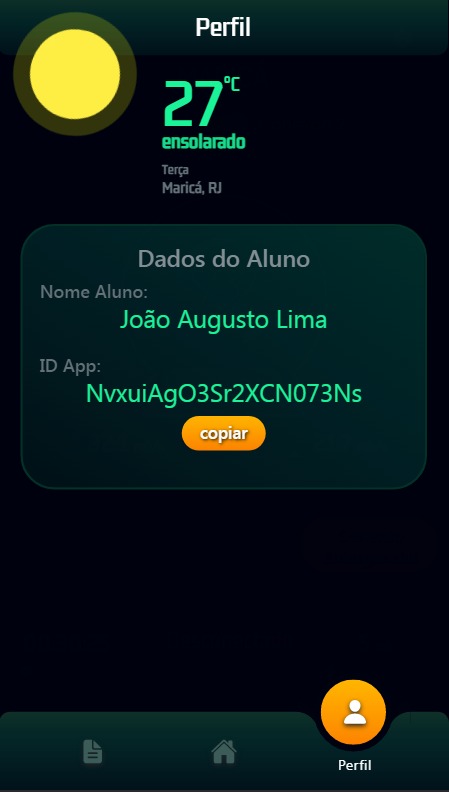 Perfil
27°C
ensolarado
Terça
Maricá, RJ
Dados do Aluno
Nome Aluno:
João Augusto Lima
ID App:
NvxuiAgO3Sr2XCN073Ns
copiar
Perfil